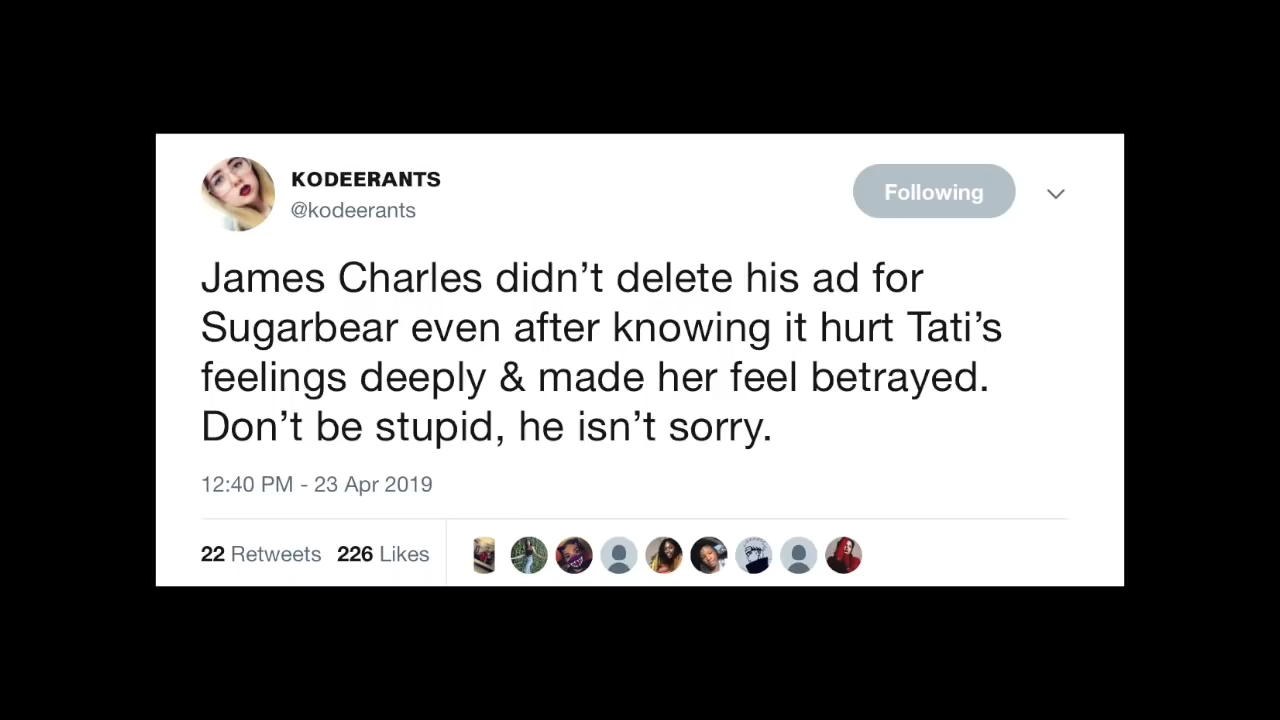 KODEERANTS
@kodeerants
Following
James Charles didn’t delete his ad for
Sugarbear even after knowing it hurt Tati’s
feelings deeply & made her feel betrayed.
Don’t be stupid, he isn’t sorry.
12:40 PM - 23 Apr 2019
22 Retweets 226 Likes